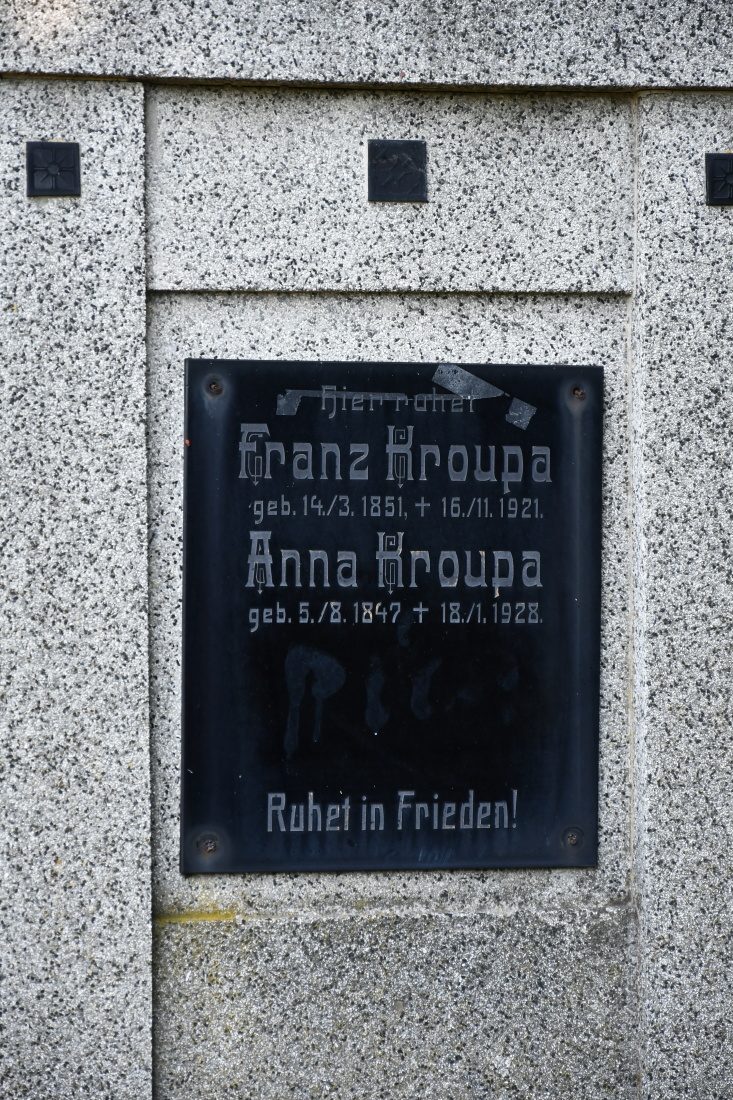 Hier ruhet
Franz Kroupa
geb. 14./3. 1851, + 16./11. 1921.
Anna Kroupa
geb. 5./8. 1847 + 18./1. 1928.
Ruhet in Frieden!